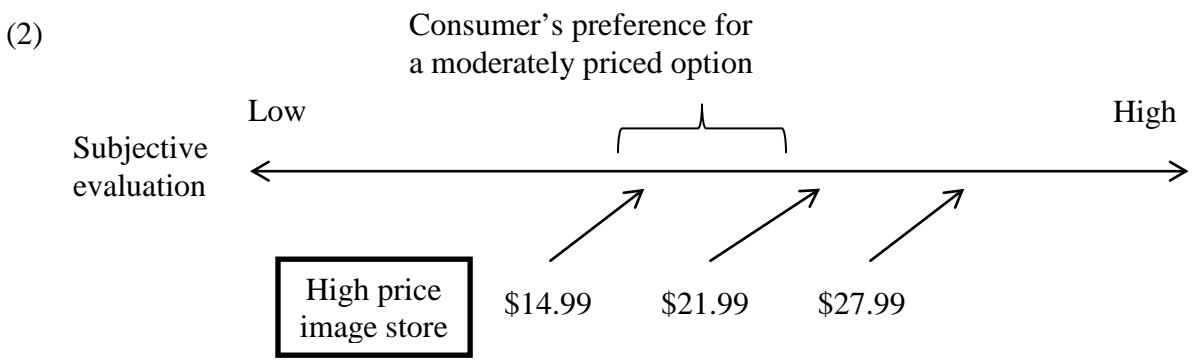 (2)
Consumer’s preference for
a moderately priced option
Low
High
Subjective
evaluation
High price
image store
$14.99
$21.99
$27.99